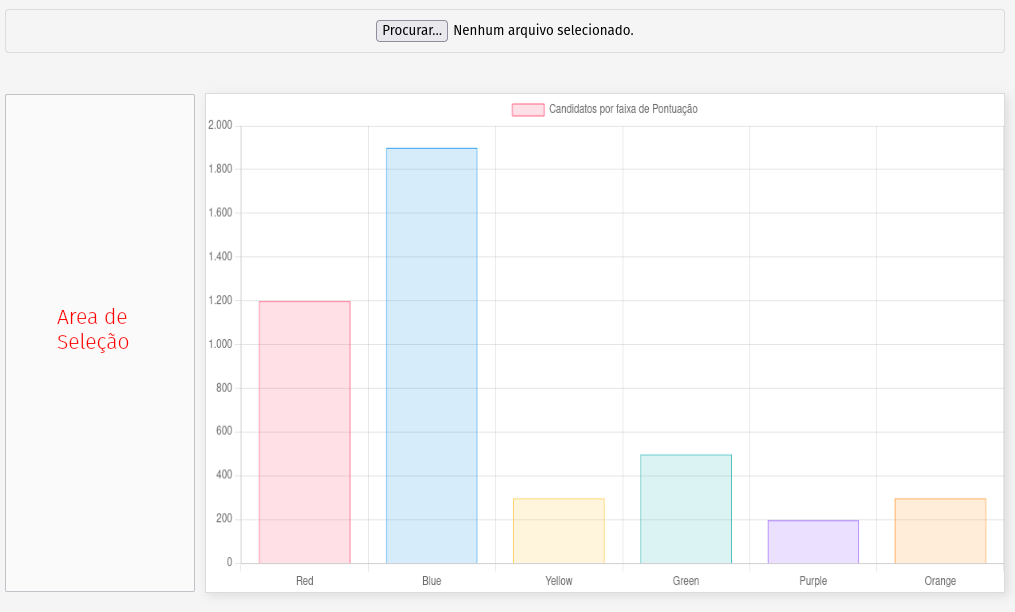 Procurar... Nenhum arquivo selecionado.
Area de
Seleção
Candidatos por faixa de Pontuação
2.000
1.800
1.600
1.400
1.200
1.000
800
600
400
200
0
Red Blue Yellow Green Purple Orange